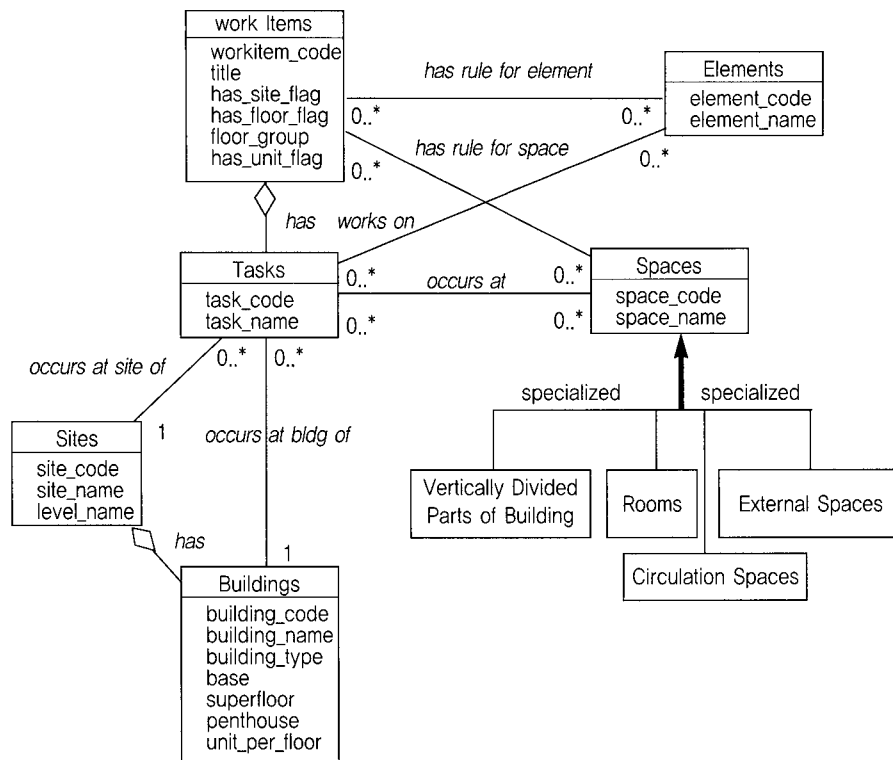 work Items
workitem_code
title
has_site_flag
has_floor_flag
floor_group
has_unit_flag
has rule for element
0..*
0..*
Elements
element_code
element_name
has rule for space
0..*
0..*
has works on
Tasks
task_code
task_name
0..*
occurs at
0..*
0..*
0..*
Spaces
space_code
space_name
occurs at site of
0..*
0..*
specialized
specialized
1
occurs at bldg of
Sites
site_code
site_name
level_name
Vertically Divided
Parts of Building
Rooms
External Spaces
Circulation Spaces
has
1
Buildings
building_code
building_name
building_type
base
superfloor
penthouse
unit_per_floor